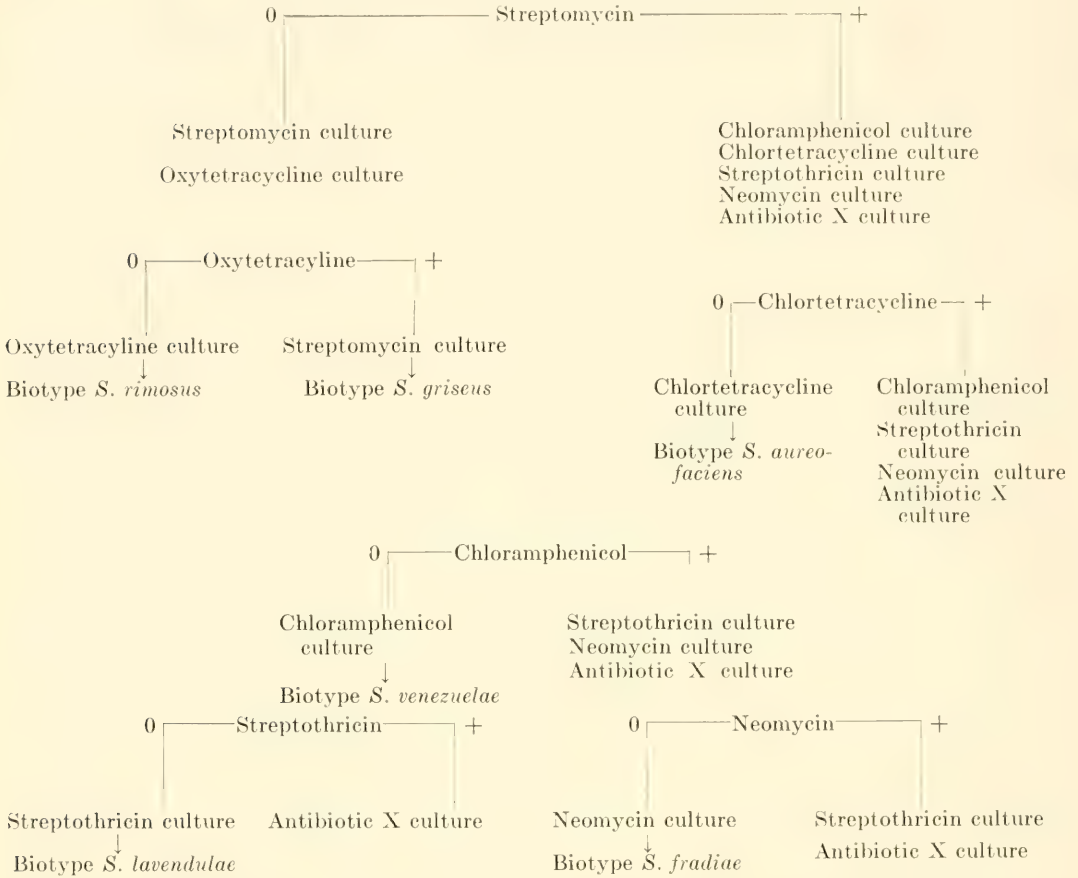 0 Streptomycin +
Streptomycin culture
Oxytetracycline culture
Chloramphenicol culture
Chlortetracycline culture
Streptothricin culture
Neomycin culture
Antibiotic X culture
0 Oxytetracyline +
Oxytetracyline culture
↓
Biotype S. rimosus
Streptomycin culture
↓
Biotype S. griseus
0 Chlortetracycline +
Chlortetracycline
culture
↓
Biotype S. aureo-
faciens
Chloramphenicol
culture
Streptothricin
culture
Neomycin culture
Antibiotic X
culture
0 Chloramphenicol +
Chloramphenicol
culture
↓
Biotype S. venezuelae
Streptothricin culture
Neomycin culture
Antibiotic X culture
0 Streptothricin +
Streptothricin culture
↓
Biotype S. lavendulae
Antibiotic X culture
0 Neomycin +
Neomycin culture
↓
Biotype S. fradiae
Streptothricin culture
Antibiotic X culture